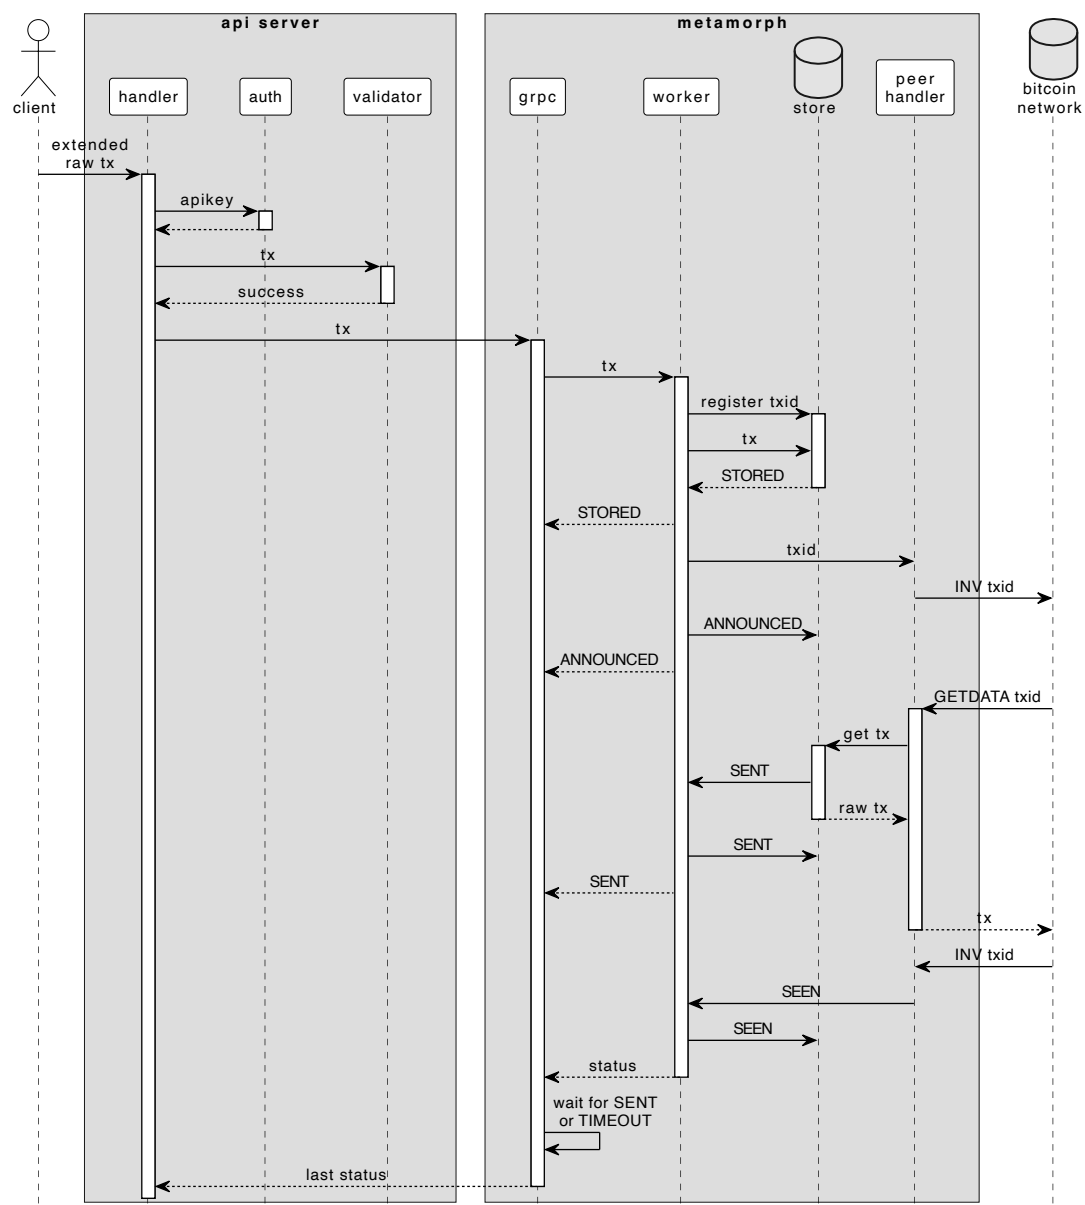 api server
metamorph
client
handler
auth
validator
grpc
worker
store
peer
handler
bitcoin
network
extended
raw tx
apikey
tx
success
tx
tx
register txid
tx
STORED
STORED
txid
INV txid
ANNOUNCED
ANNOUNCED
GETDATA txid
get tx
SENT
raw tx
SENT
SENT
tx
INV txid
SEEN
SEEN
status
wait for SENT
or TIMEOUT
last status